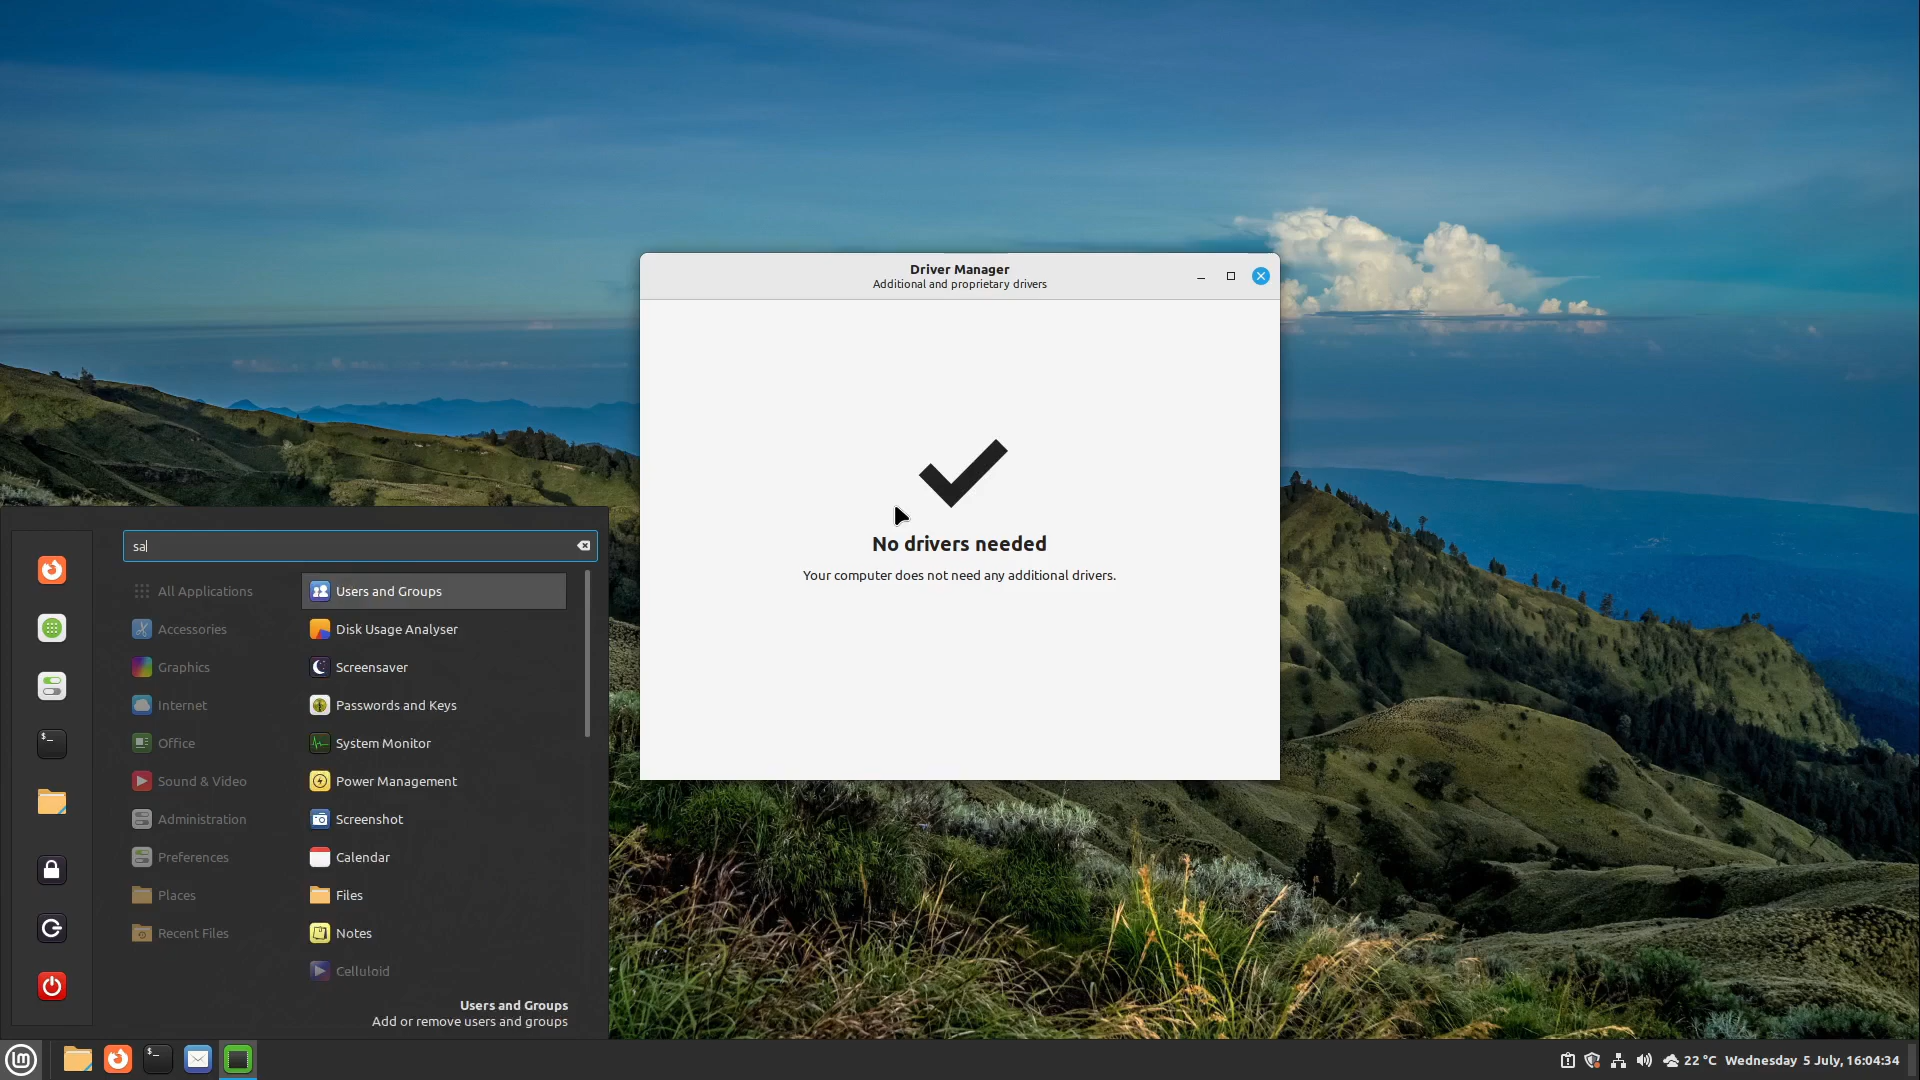 Driver Manager
Additional and proprietary drivers
No drivers needed
Your computer does not need any additional drivers.
sa
All Applications
Accessories
Graphics
Internet
Office
Sound & Video
Administration
Preferences
Places
Recent Files
Users and Groups
Disk Usage Analyser
Screensaver
Passwords and Keys
System Monitor
Power Management
Screenshot
Calendar
Files
Notes
Celluloid
Users and Groups
Add or remove users and groups
22 °C Wednesday 5 July, 16:04:34